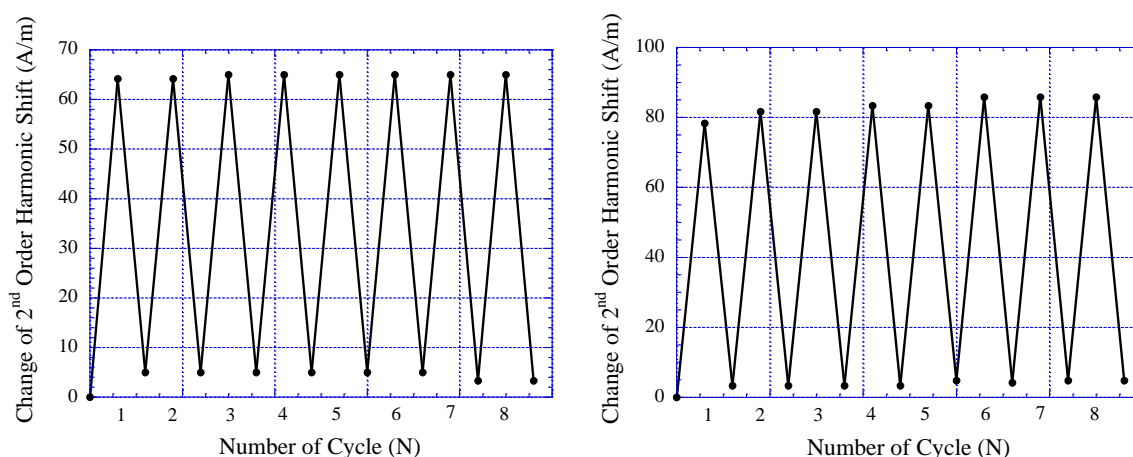 Change of 2nd Order Harmonic Shift (A/m)
70
60
50
40
30
20
10
0
1 2 3 4 5 6 7 8
Number of Cycle (N)
Change of 2nd Order Harmonic Shift (A/m)
100
80
60
40
20
0
1 2 3 4 5 6 7 8
Number of Cycle (N)